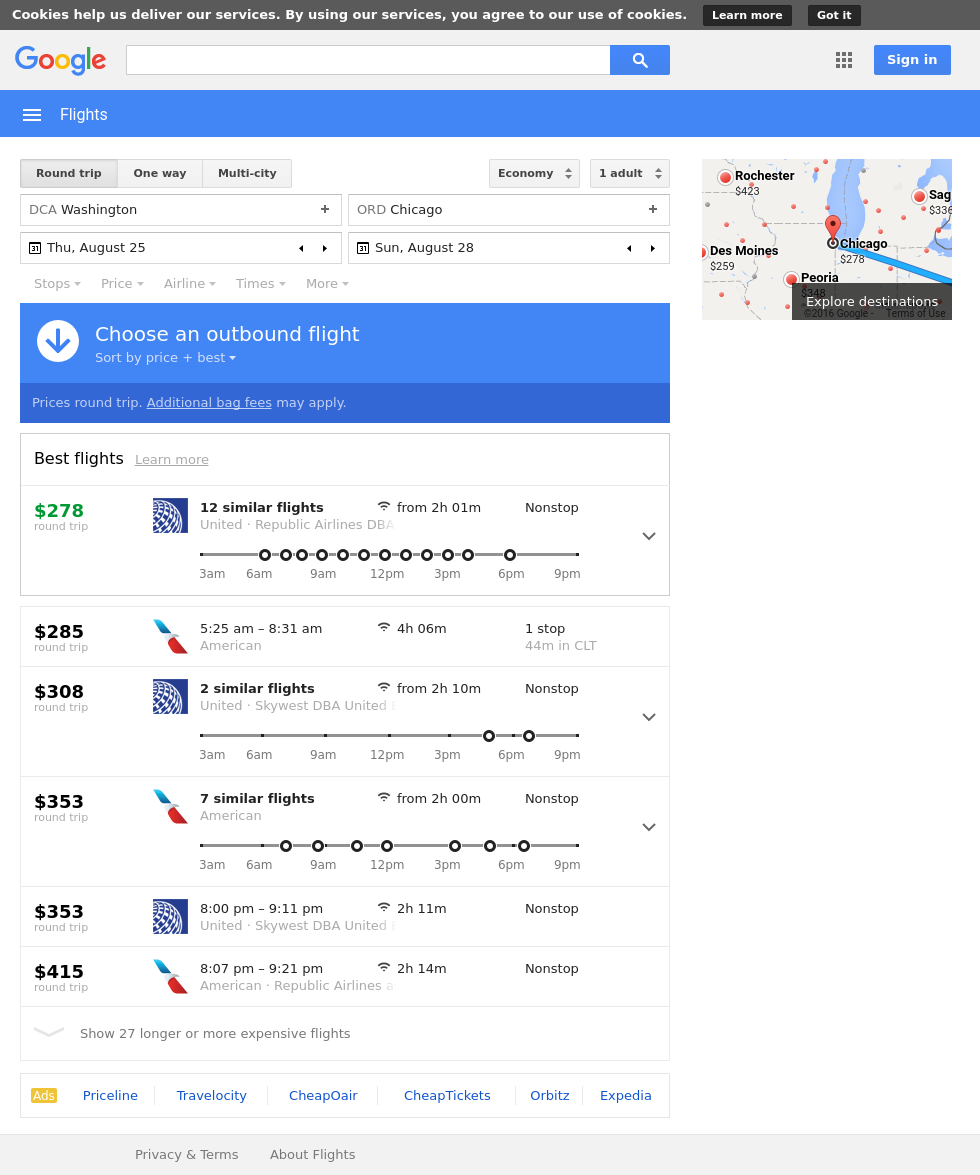 Cookies help us deliver our services. By using our services, you agree to our use of cookies. Learn more Got it
Google
Sign in
Flights
Round trip One way Multi-city Economy 1 adult
DCA Washington + ORD Chicago +
31 Thu, August 25 31 Sun, August 28
Stops Price Airline Times More
Choose an outbound flight
Sort by price + best
Prices round trip. Additional bag fees may apply.
Rochester
$423
Sag
$336
Chicago
$278
Des Moines
$259
Peoria
$348
Explore destinations
©2016 Google - Terms of Use
Best flights Learn more
$278 12 similar flights from 2h 01m Nonstop
round trip United · Republic Airlines DBA
3am 6am 9am 12pm 3pm 6pm 9pm
$285 5:25 am – 8:31 am 4h 06m 1 stop
round trip American 44m in CLT
$308 2 similar flights from 2h 10m Nonstop
round trip United · Skywest DBA United
3am 6am 9am 12pm 3pm 6pm 9pm
$353 7 similar flights from 2h 00m Nonstop
round trip American
3am 6am 9am 12pm 3pm 6pm 9pm
$353 8:00 pm – 9:11 pm 2h 11m Nonstop
round trip United · Skywest DBA United
$415 8:07 pm – 9:21 pm 2h 14m Nonstop
round trip American · Republic Airlines a
Show 27 longer or more expensive flights
Ads Priceline Travelocity CheapOair CheapTickets Orbitz Expedia
Privacy & Terms About Flights